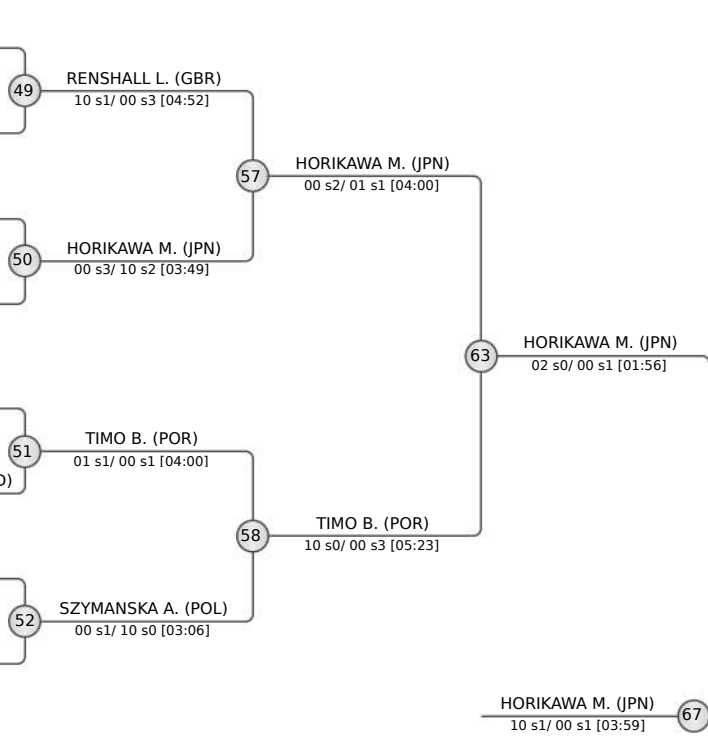 49
RENSHALL L. (GBR)
10 s1/ 00 s3 [04:52]
57
HORIKAWA M. (JPN)
00 s2/ 01 s1 [04:00]
50
HORIKAWA M. (JPN)
00 s3/ 10 s2 [03:49]
63
HORIKAWA M. (JPN)
02 s0/ 00 s1 [01:56]
51
TIMO B. (POR)
01 s1/ 00 s1 [04:00]
58
TIMO B. (POR)
10 s0/ 00 s3 [05:23]
52
SZYMANSKA A. (POL)
00 s1/ 10 s0 [03:06]
HORIKAWA M. (JPN)
10 s1/ 00 s1 [03:59]
67